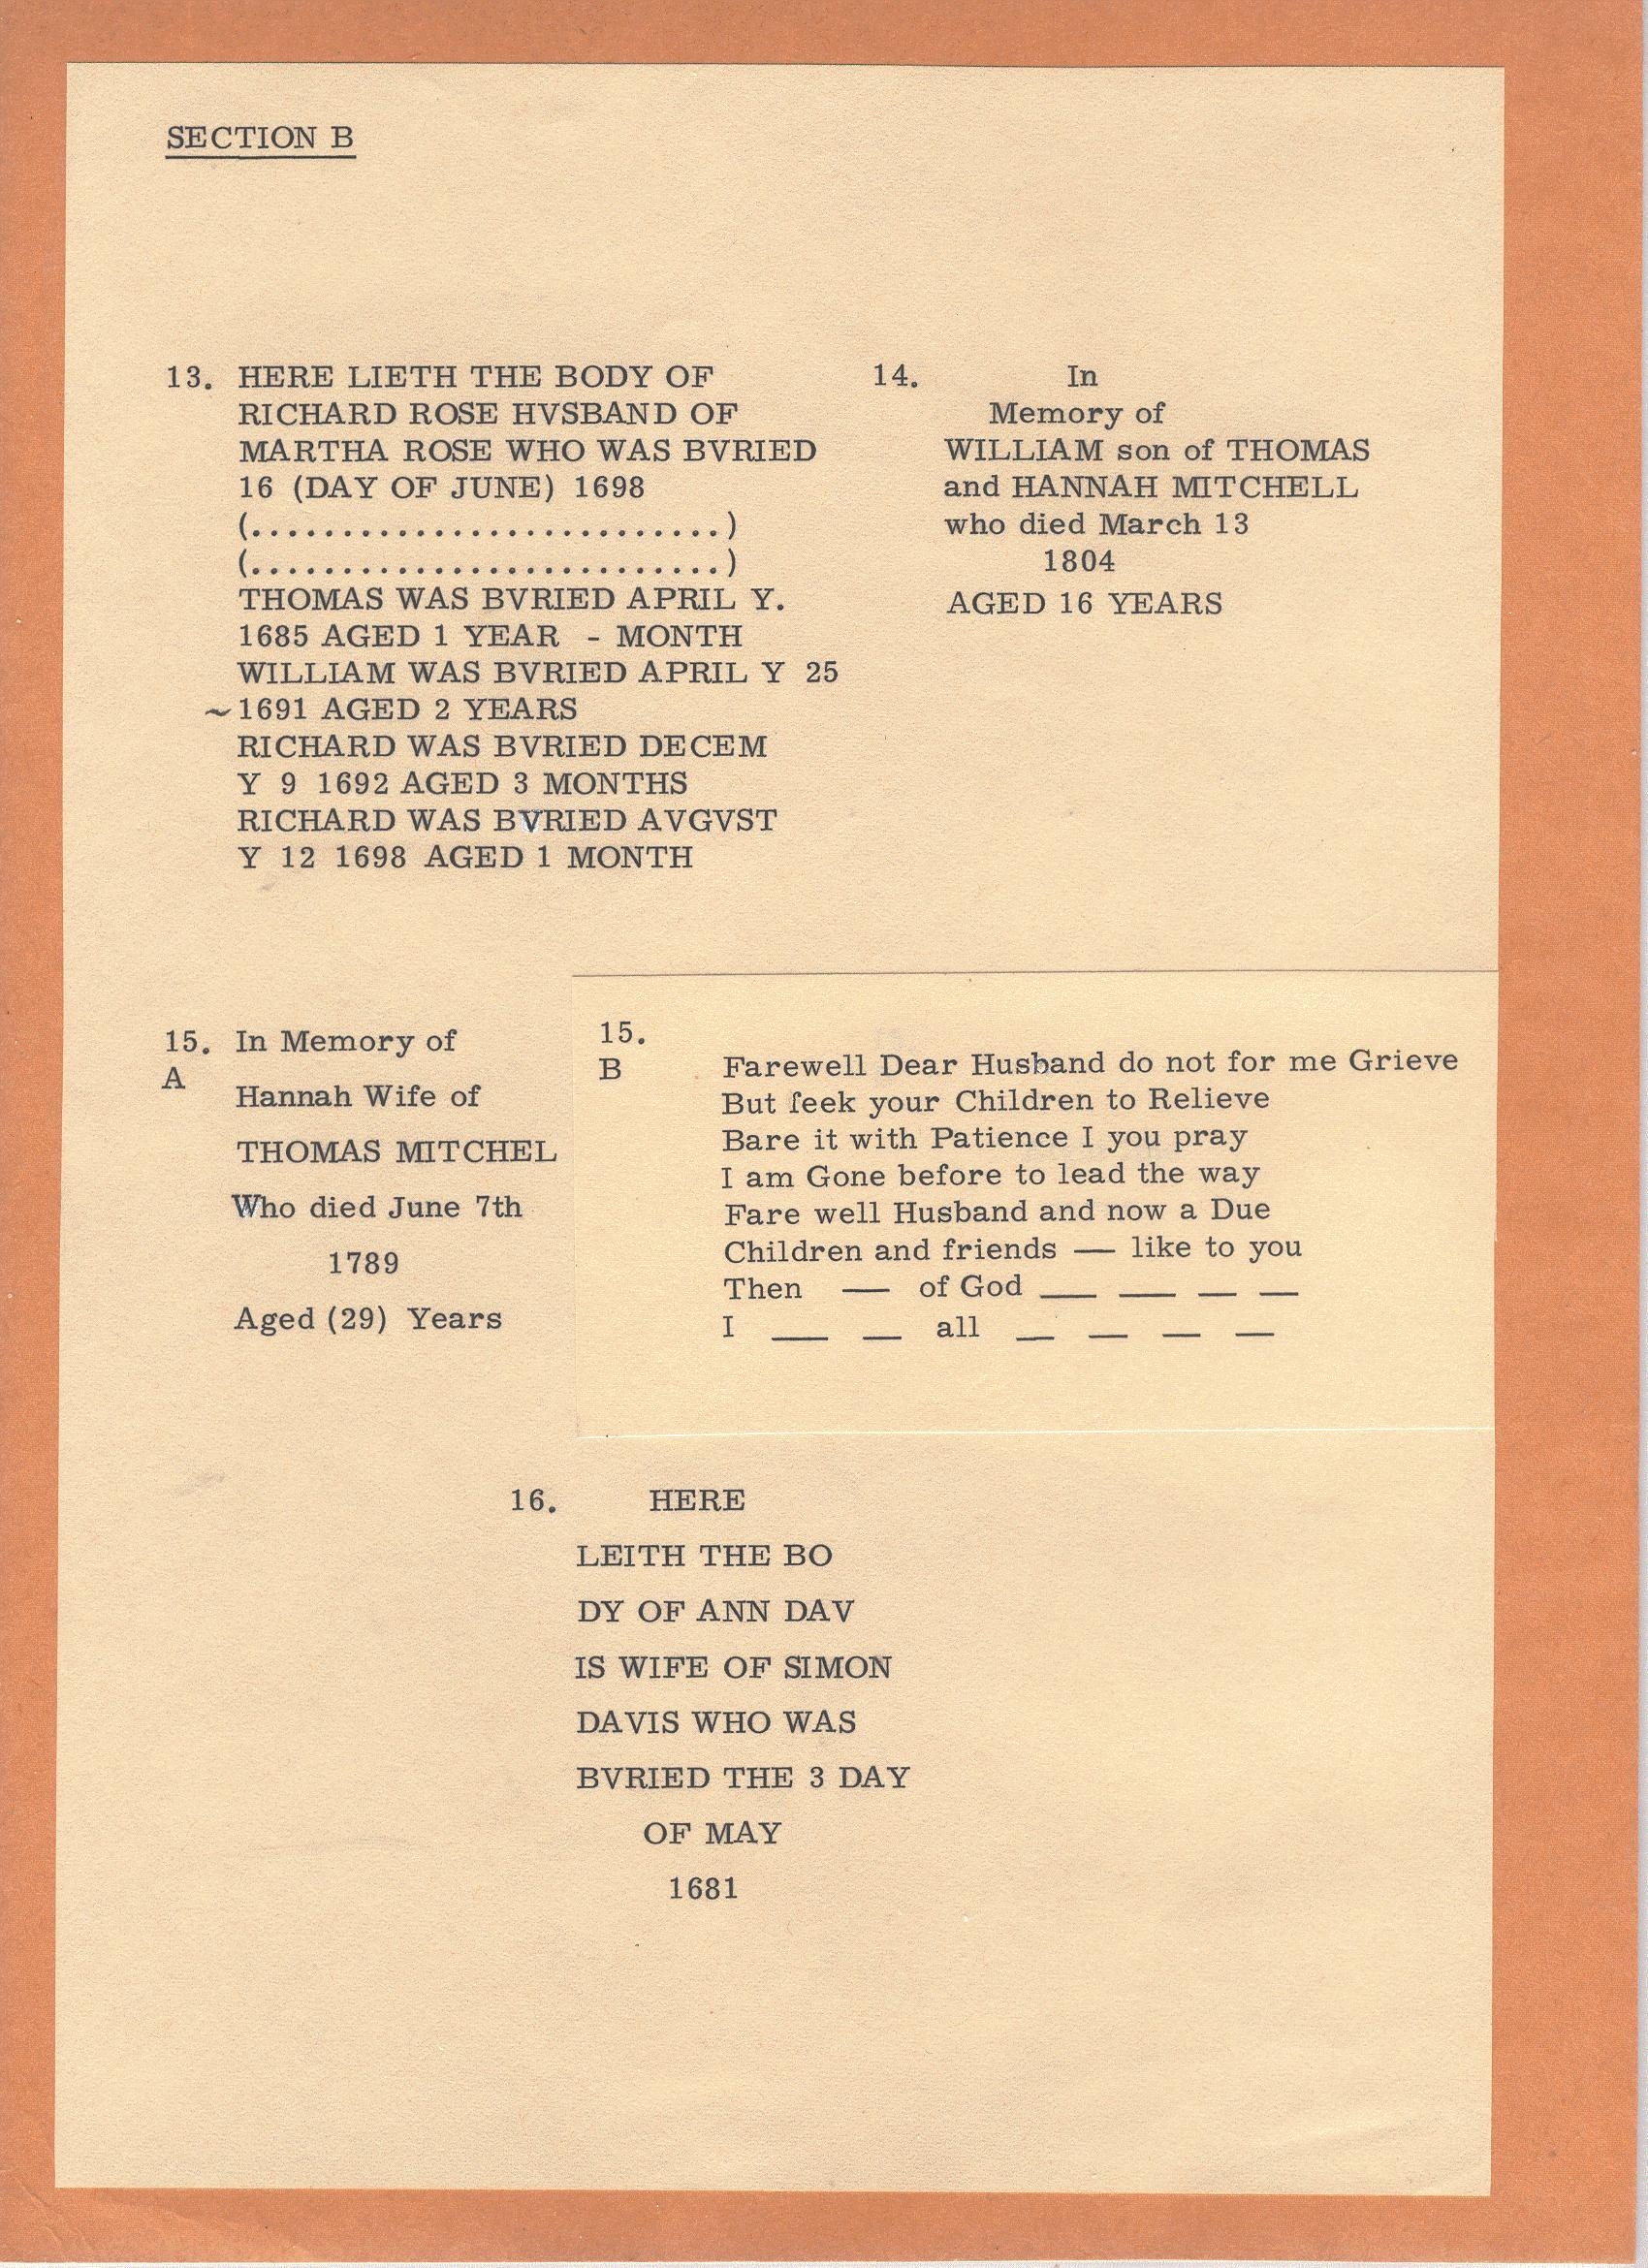 SECTION B
13. HERE LIETH THE BODY OF
RICHARD ROSE HVSBAND OF
MARTHA ROSE WHO WAS BVRIED
16 (DAY OF JUNE) 1698
(..........................)
(..........................)
THOMAS WAS BVRIED APRIL Y.
1685 AGED 1 YEAR - MONTH
WILLIAM WAS BVRIED APRIL Y 25
~1691 AGED 2 YEARS
RICHARD WAS BVRIED DECEM
Y 9 1692 AGED 3 MONTHS
RICHARD WAS BVRIED AVGVST
Y 12 1698 AGED 1 MONTH
14. In
Memory of
WILLIAM son of THOMAS
and HANNAH MITCHELL
who died March 13
1804
AGED 16 YEARS
15. In Memory of
A
Hannah Wife of
THOMAS MITCHEL
Who died June 7th
1789
Aged (29) Years
15.
B Farewell Dear Husband do not for me Grieve
But ſeek your Children to Relieve
Bare it with Patience I you pray
I am Gone before to lead the way
Fare well Husband and now a Due
Children and friends — like to you
Then — of God — — — —
I — — all — — — —
16. HERE
LEITH THE BO
DY OF ANN DAV
IS WIFE OF SIMON
DAVIS WHO WAS
BVRIED THE 3 DAY
OF MAY
1681